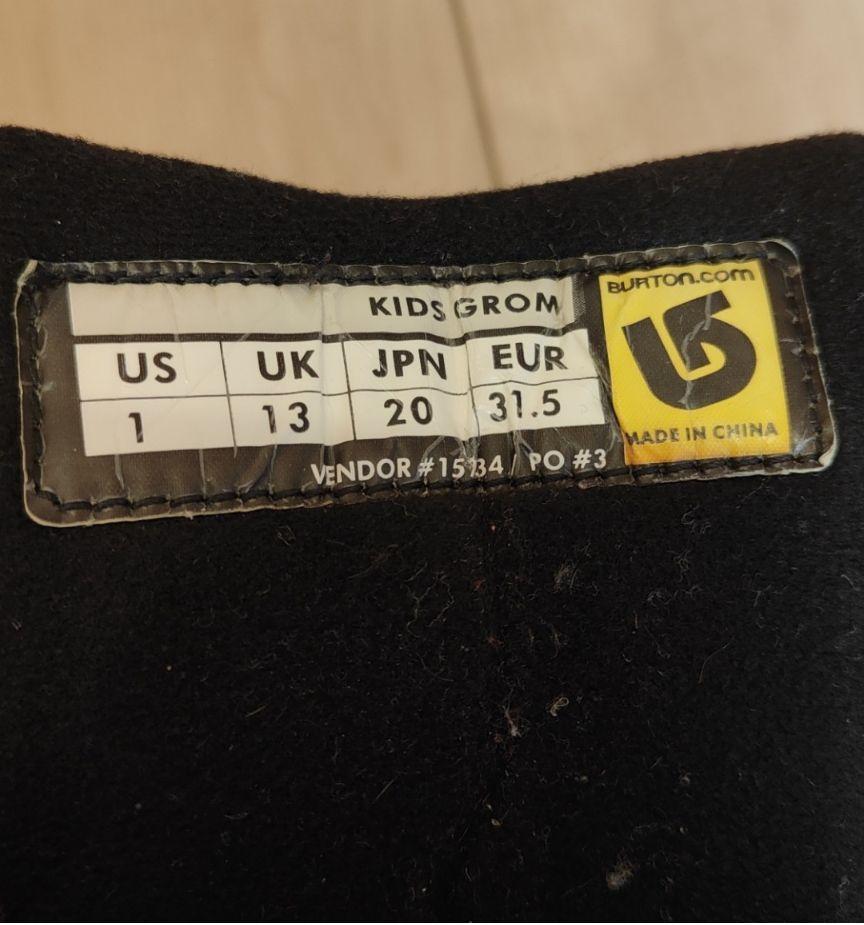 KIDS GROM
US UK JPN EUR
1 13 20 31.5
VENDOR #15734 / PO #3
BURTON.COM
MADE IN CHINA